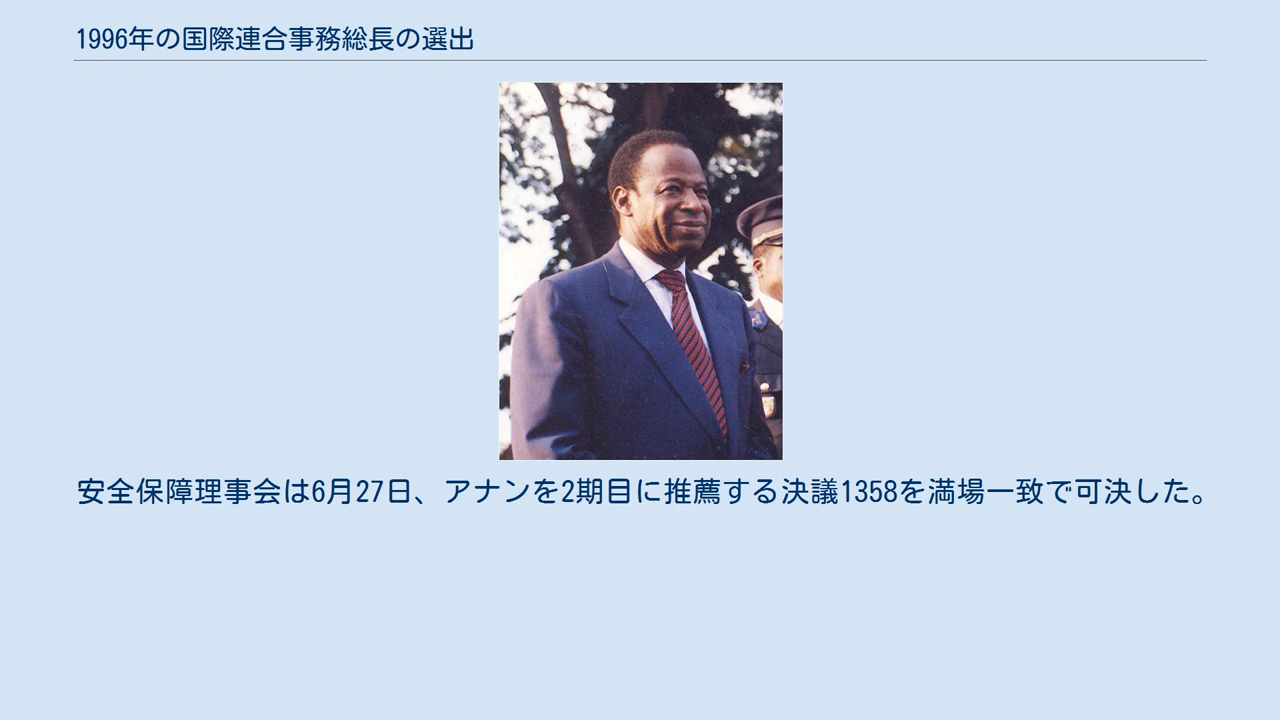 1996年の国際連合事務総長の選出
安全保障理事会は6月27日、アナンを2期目に推薦する決議1358を満場一致で可決した。